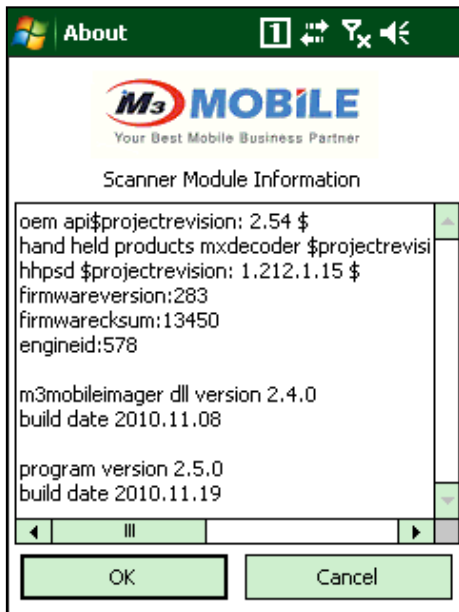 About
1
M3 MOBILE
Your Best Mobile Business Partner
Scanner Module Information
oem api$projectrevision: 2.54 $
hand held products mxdecoder $projectrevisi
hhpsd $projectrevision: 1.212.1.15 $
firmwareversion:283
firmwarecksum:13450
engineid:578
m3mobileimager dll version 2.4.0
build date 2010.11.08
program version 2.5.0
build date 2010.11.19
OK
Cancel